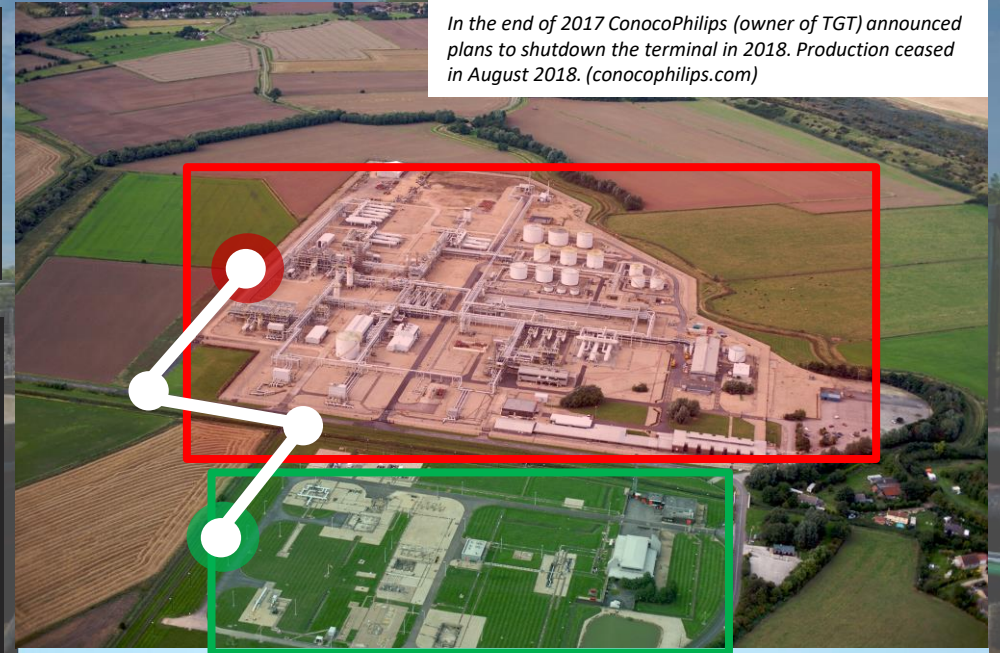 In the end of 2017 ConocoPhilips (owner of TGT) announced
plans to shutdown the terminal in 2018. Production ceased
in August 2018. (conocophilips.com)